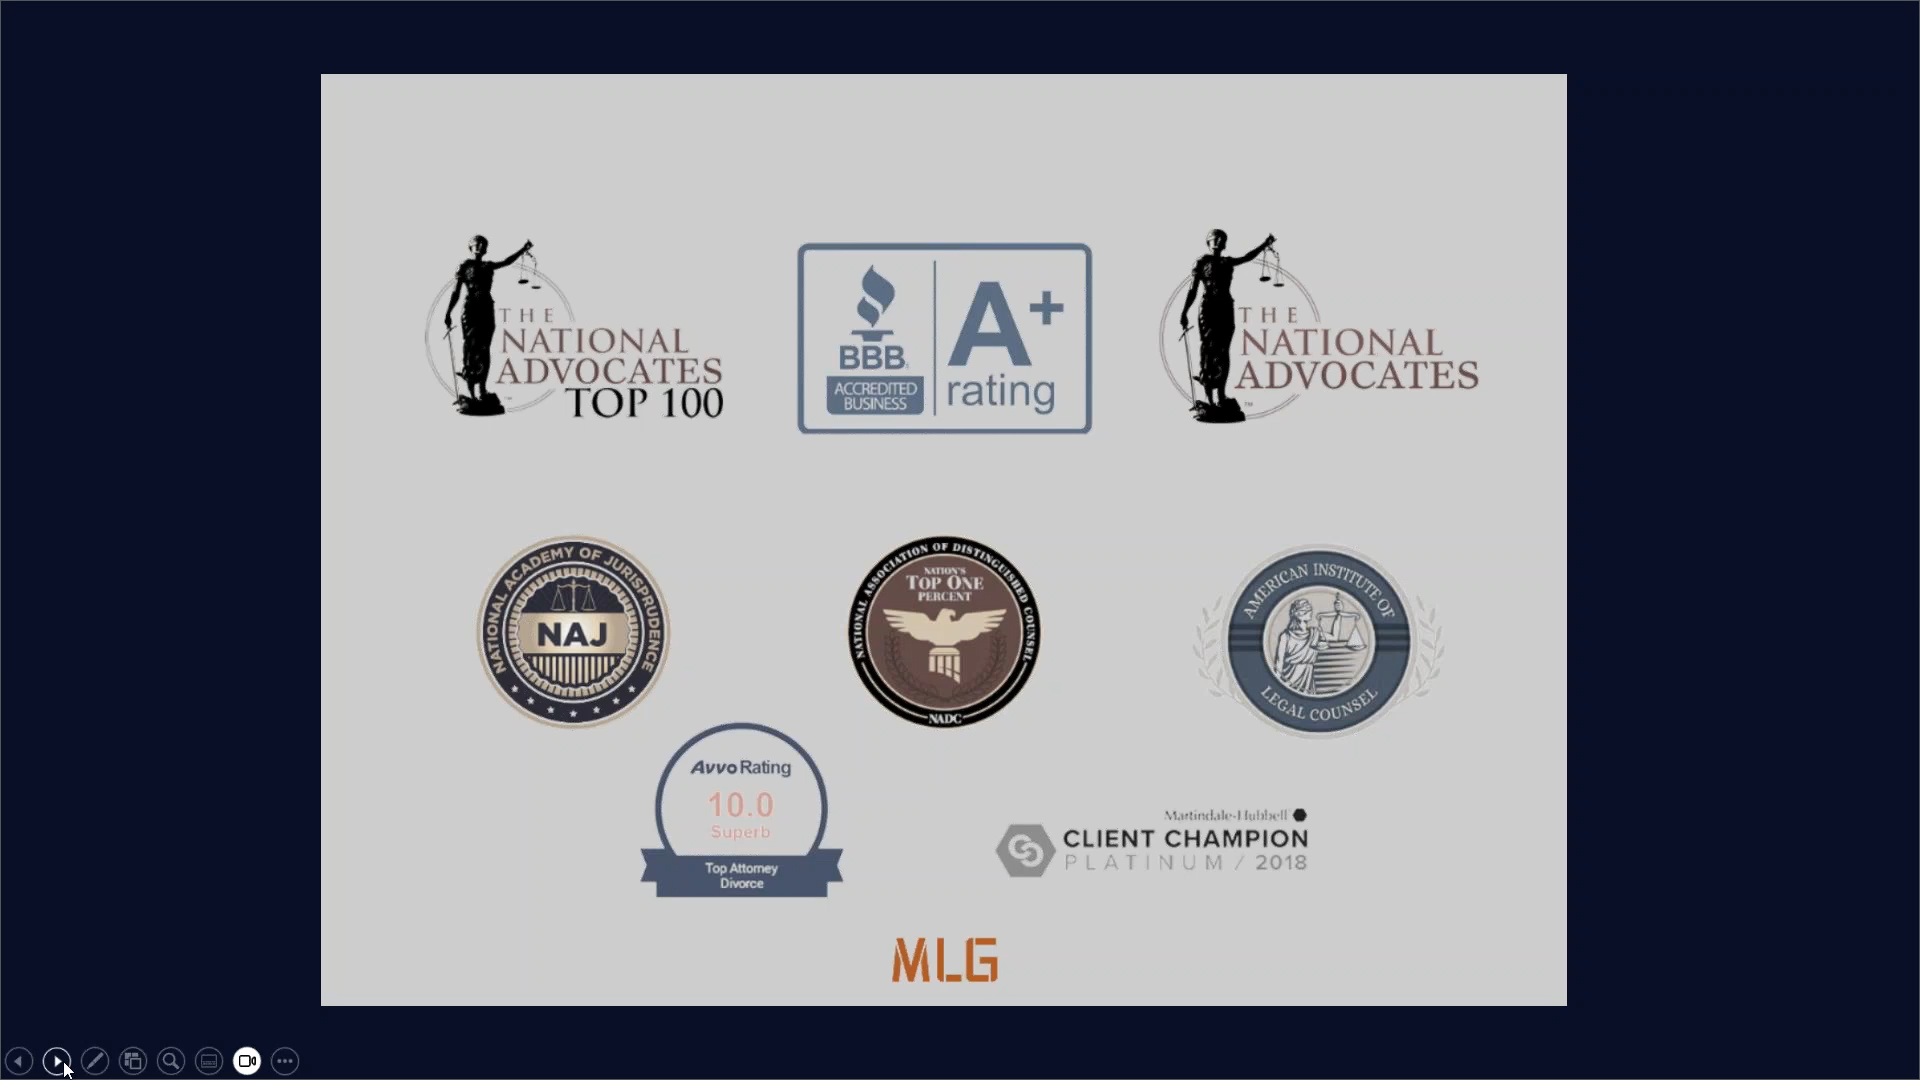 THE
NATIONAL
ADVOCATES
TOP 100
BBB
ACCREDITED
BUSINESS
A+
rating
THE
NATIONAL
ADVOCATES
NATIONAL ACADEMY OF JURISPRUDENCE
NAJ
NATIONAL ASSOCIATION OF DISTINGUISHED COUNSEL
NATION'S
TOP ONE
PERCENT
NADC
AMERICAN INSTITUTE OF
LEGAL COUNSEL
Avvo Rating
10.0
Superb
Top Attorney
Divorce
Martindale-Hubbell
CLIENT CHAMPION
PLATINUM / 2018
MLG